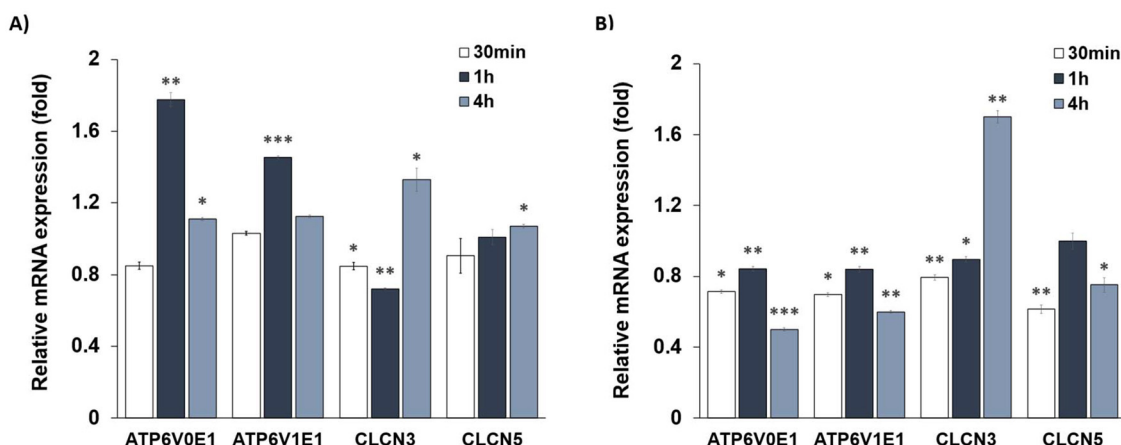 A)
Relative mRNA expression (fold)
2
1.6
1.2
0.8
0.4
0
30min
1h
4h
**
*
***
*
**
*
*
ATP6V0E1 ATP6V1E1 CLCN3 CLCN5
B)
Relative mRNA expression (fold)
2
1.6
1.2
0.8
0.4
0
30min
1h
4h
*
**
***
*
**
**
**
*
**
**
*
ATP6V0E1 ATP6V1E1 CLCN3 CLCN5